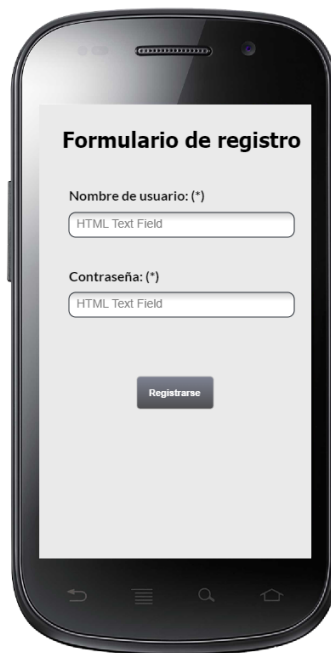 Formulario de registro
Nombre de usuario: (*)
HTML Text Field
Contraseña: (*)
HTML Text Field
Registrarse